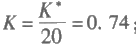 K = K*/20 = 0. 74;